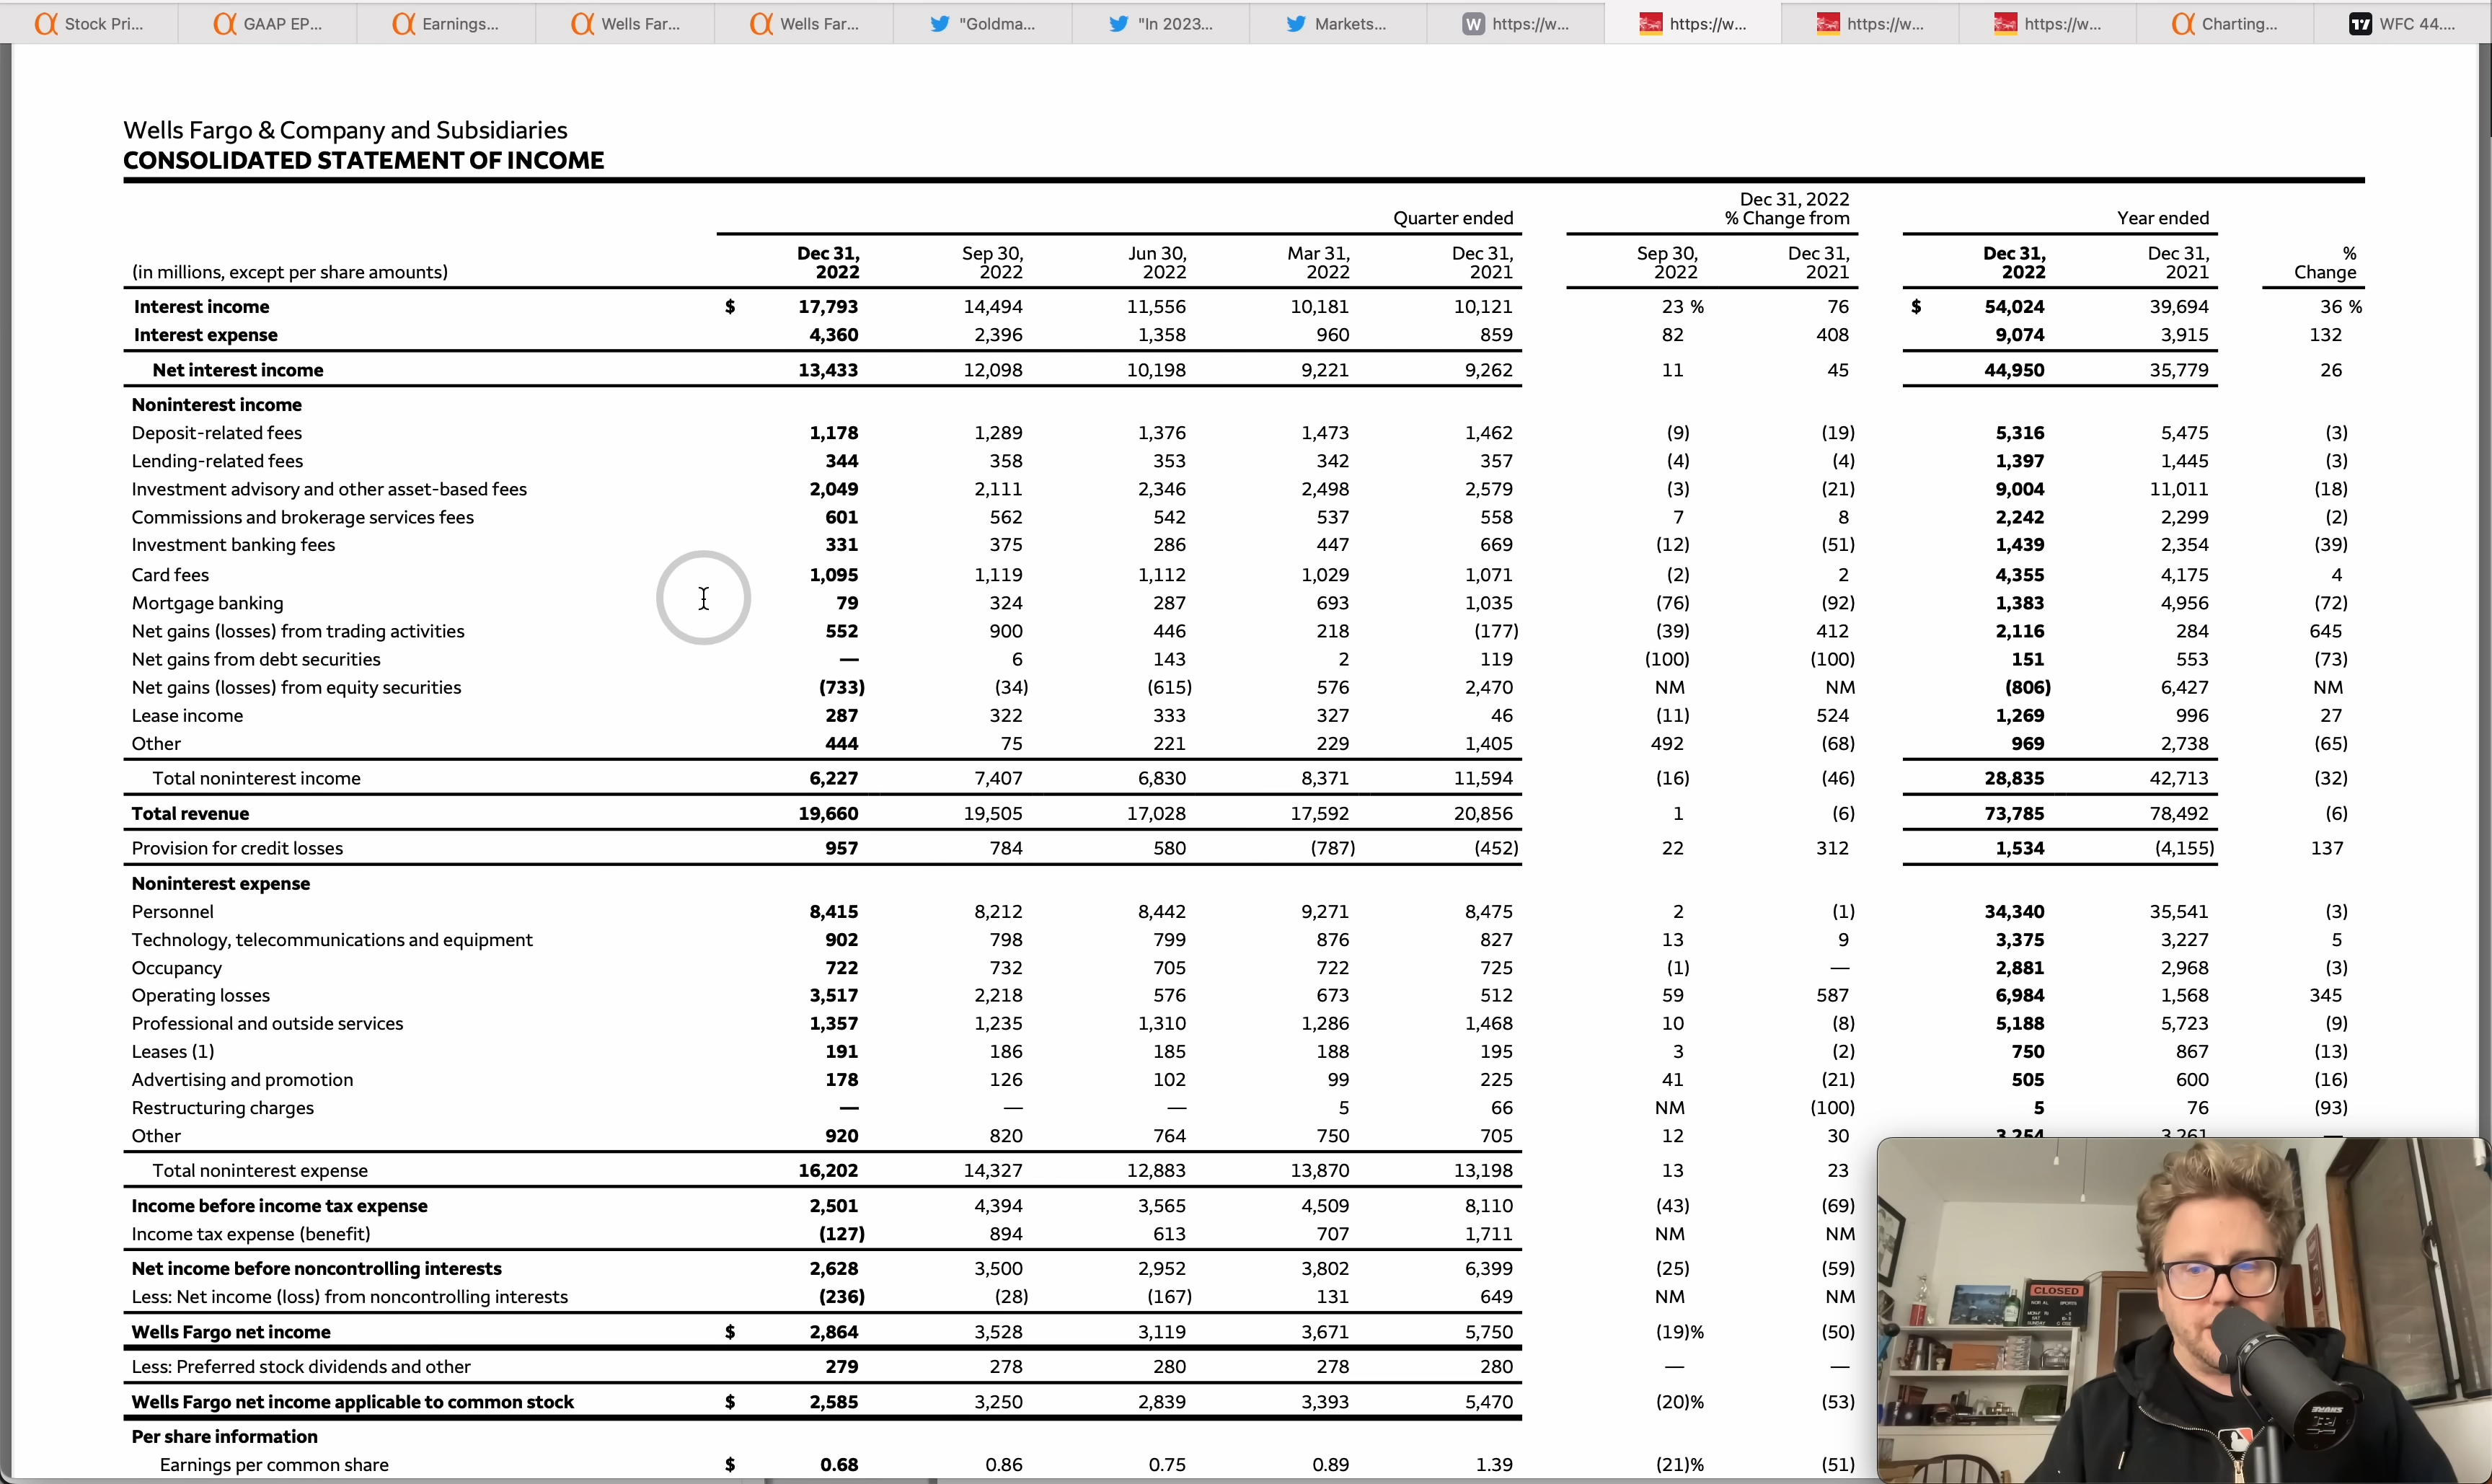 Stock Pri... GAAP EP... Earnings... Wells Far... Wells Far... "Goldma... "In 2023... Markets... W https://w... https://w... https://w... https://w... Charting... WFC 44....
Wells Fargo & Company and Subsidiaries
CONSOLIDATED STATEMENT OF INCOME
Dec 31, 2022
Quarter ended % Change from Year ended
Dec 31, Sep 30, Jun 30, Mar 31, Dec 31, Sep 30, Dec 31, Dec 31, Dec 31, %
(in millions, except per share amounts) 2022 2022 2022 2022 2021 2022 2021 2022 2021 Change
Interest income $ 17,793 14,494 11,556 10,181 10,121 23 % 76 $ 54,024 39,694 36 %
Interest expense 4,360 2,396 1,358 960 859 82 408 9,074 3,915 132
Net interest income 13,433 12,098 10,198 9,221 9,262 11 45 44,950 35,779 26
Noninterest income
Deposit-related fees 1,178 1,289 1,376 1,473 1,462 (9) (19) 5,316 5,475 (3)
Lending-related fees 344 358 353 342 357 (4) (4) 1,397 1,445 (3)
Investment advisory and other asset-based fees 2,049 2,111 2,346 2,498 2,579 (3) (21) 9,004 11,011 (18)
Commissions and brokerage services fees 601 562 542 537 558 7 8 2,242 2,299 (2)
Investment banking fees 331 375 286 447 669 (12) (51) 1,439 2,354 (39)
Card fees 1,095 1,119 1,112 1,029 1,071 (2) 2 4,355 4,175 4
Mortgage banking 79 324 287 693 1,035 (76) (92) 1,383 4,956 (72)
Net gains (losses) from trading activities 552 900 446 218 (177) (39) 412 2,116 284 645
Net gains from debt securities — 6 143 2 119 (100) (100) 151 553 (73)
Net gains (losses) from equity securities (733) (34) (615) 576 2,470 NM NM (806) 6,427 NM
Lease income 287 322 333 327 46 (11) 524 1,269 996 27
Other 444 75 221 229 1,405 492 (68) 969 2,738 (65)
Total noninterest income 6,227 7,407 6,830 8,371 11,594 (16) (46) 28,835 42,713 (32)
Total revenue 19,660 19,505 17,028 17,592 20,856 1 (6) 73,785 78,492 (6)
Provision for credit losses 957 784 580 (787) (452) 22 312 1,534 (4,155) 137
Noninterest expense
Personnel 8,415 8,212 8,442 9,271 8,475 2 (1) 34,340 35,541 (3)
Technology, telecommunications and equipment 902 798 799 876 827 13 9 3,375 3,227 5
Occupancy 722 732 705 722 725 (1) — 2,881 2,968 (3)
Operating losses 3,517 2,218 576 673 512 59 587 6,984 1,568 345
Professional and outside services 1,357 1,235 1,310 1,286 1,468 10 (8) 5,188 5,723 (9)
Leases (1) 191 186 185 188 195 3 (2) 750 867 (13)
Advertising and promotion 178 126 102 99 225 41 (21) 505 600 (16)
Restructuring charges — — — 5 66 NM (100) 5 76 (93)
Other 920 820 764 750 705 12 30 3,254 3,261 —
Total noninterest expense 16,202 14,327 12,883 13,870 13,198 13 23
Income before income tax expense 2,501 4,394 3,565 4,509 8,110 (43) (69)
Income tax expense (benefit) (127) 894 613 707 1,711 NM NM
Net income before noncontrolling interests 2,628 3,500 2,952 3,802 6,399 (25) (59)
Less: Net income (loss) from noncontrolling interests (236) (28) (167) 131 649 NM NM
Wells Fargo net income $ 2,864 3,528 3,119 3,671 5,750 (19)% (50)
Less: Preferred stock dividends and other 279 278 280 278 280 — —
Wells Fargo net income applicable to common stock $ 2,585 3,250 2,839 3,393 5,470 (20)% (53)
Per share information
Earnings per common share $ 0.68 0.86 0.75 0.89 1.39 (21)% (51)
CLOSED
SHURE